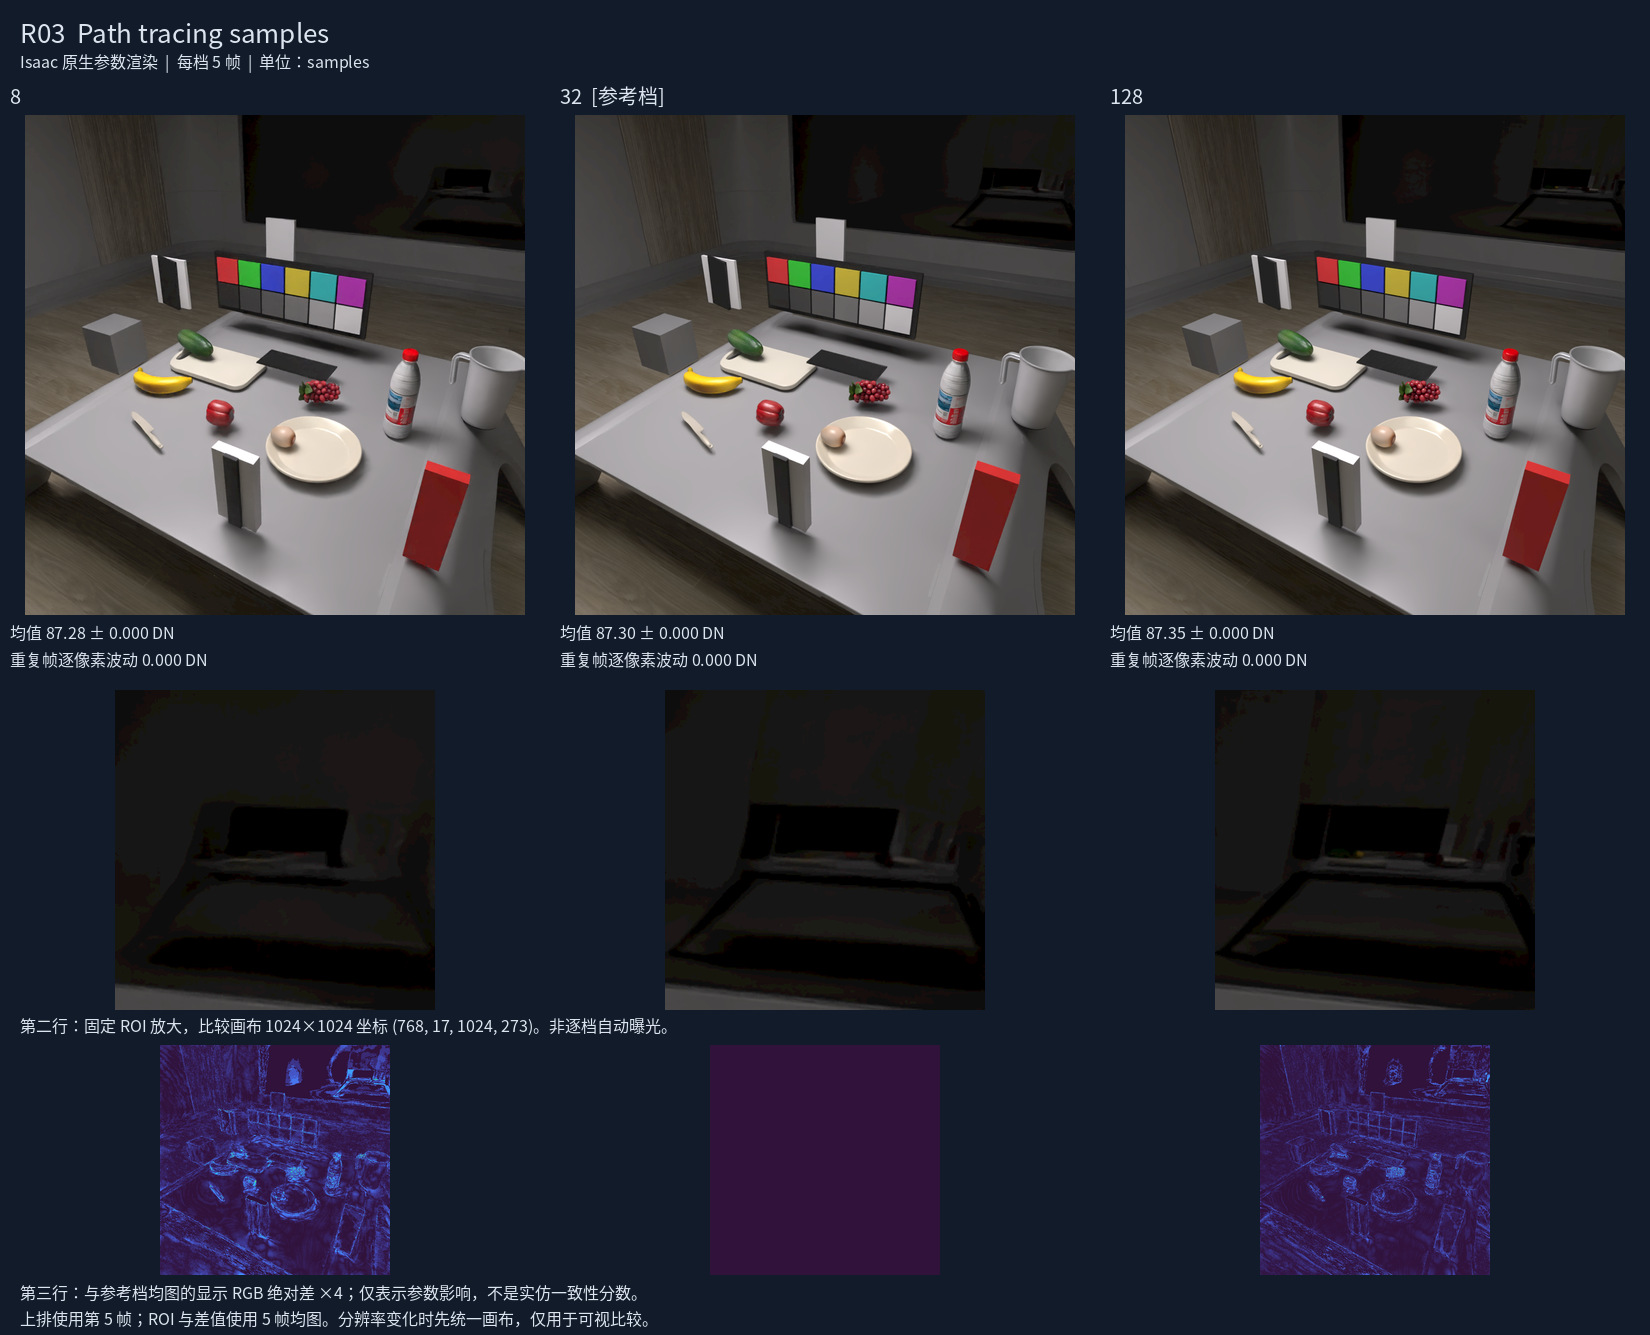 R03 Path tracing samples
Isaac 原生参数渲染 | 每档 5 帧 | 单位：samples
8
32 [参考档]
128
均值 87.28 ± 0.000 DN
重复帧逐像素波动 0.000 DN
均值 87.30 ± 0.000 DN
重复帧逐像素波动 0.000 DN
均值 87.35 ± 0.000 DN
重复帧逐像素波动 0.000 DN
第二行：固定 ROI 放大，比较画布 1024×1024 坐标 (768, 17, 1024, 273)。非逐档自动曝光。
第三行：与参考档均图的显示 RGB 绝对差 ×4；仅表示参数影响，不是实仿一致性分数。
上排使用第 5 帧；ROI 与差值使用 5 帧均图。分辨率变化时先统一画布，仅用于可视比较。